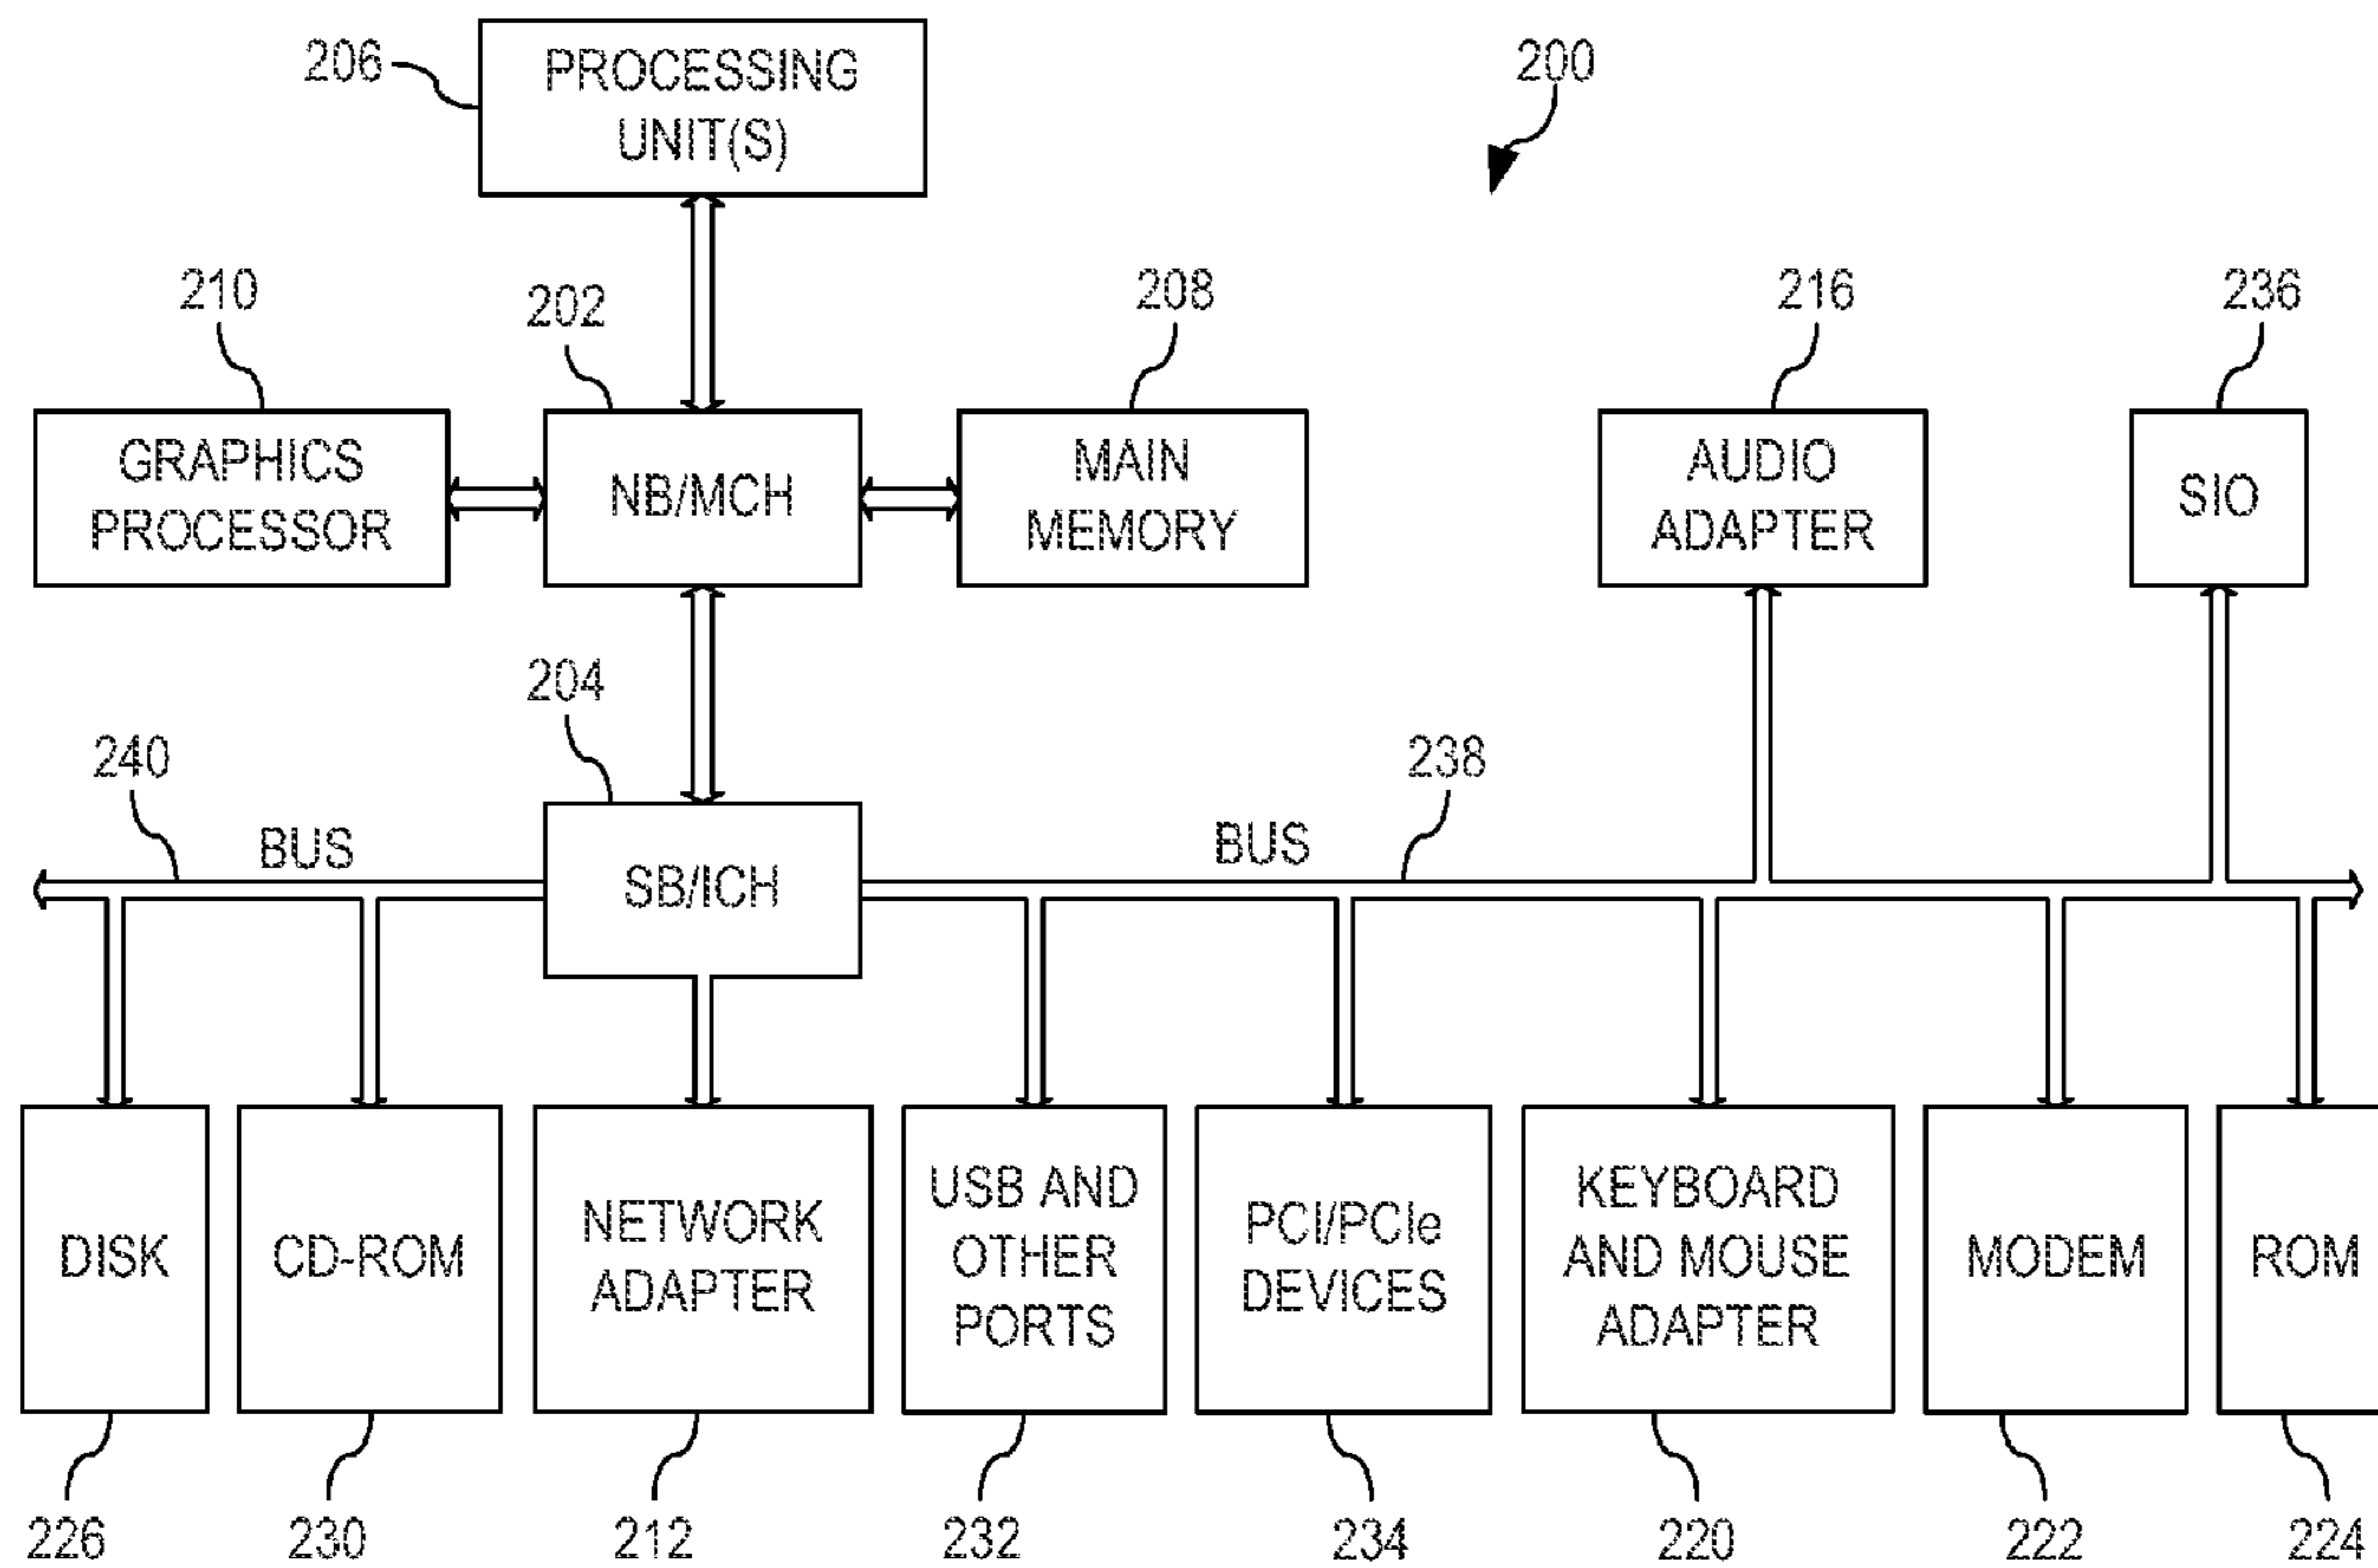 206
PROCESSING
UNIT(S)
200
210
202
208
216
236
GRAPHICS
PROCESSOR
NB/MCH
MAIN
MEMORY
AUDIO
ADAPTER
SIO
204
240
238
BUS
SB/ICH
BUS
DISK
CD-ROM
NETWORK
ADAPTER
USB AND
OTHER
PORTS
PCI/PCIe
DEVICES
KEYBOARD
AND MOUSE
ADAPTER
MODEM
ROM
226
230
212
232
234
220
222
224